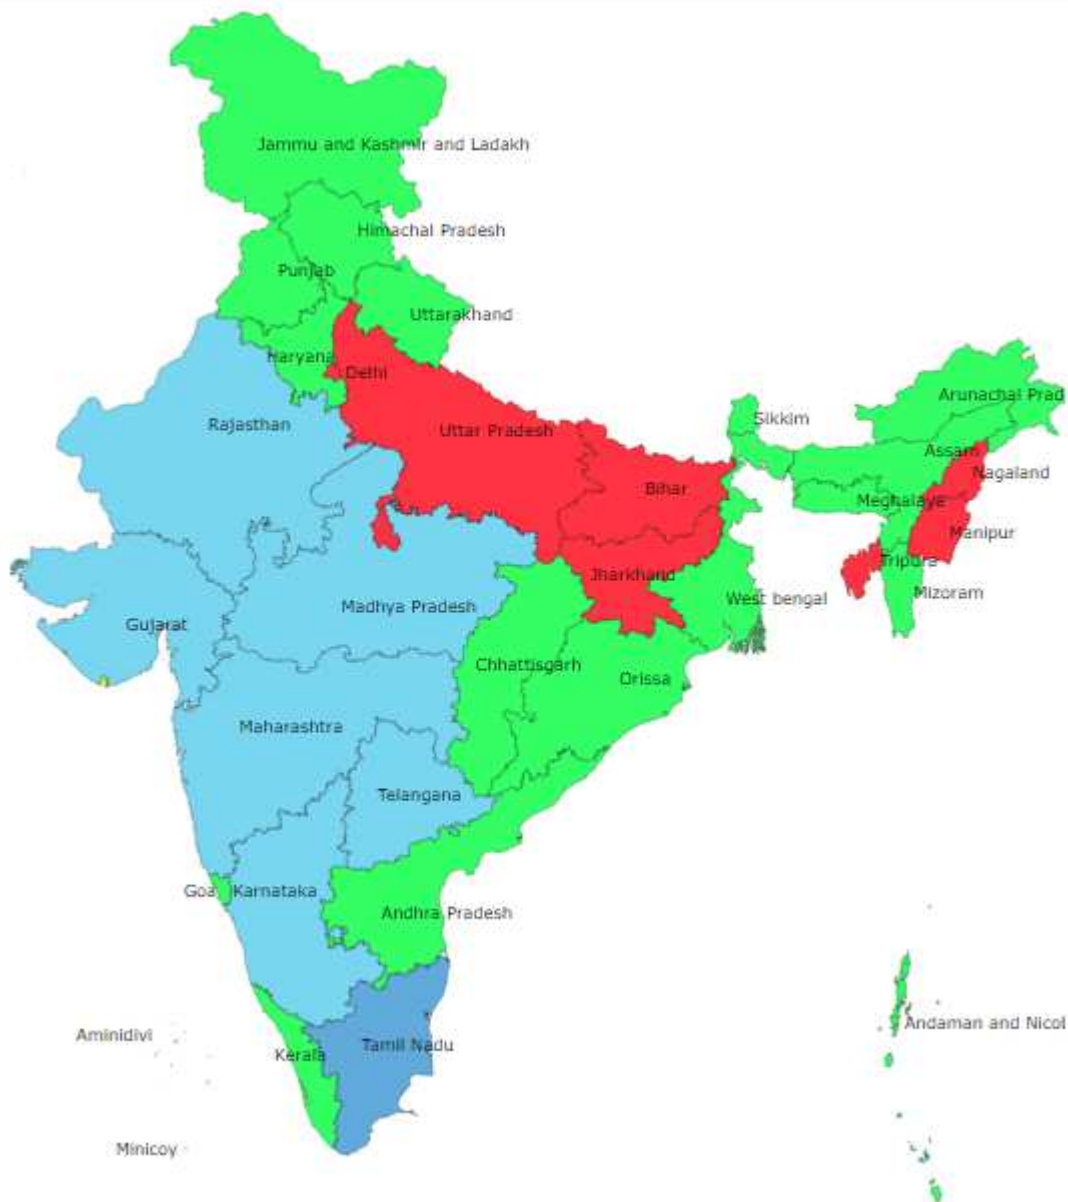 Jammu and Kashmir and Ladakh
Himachal Pradesh
Punjab
Uttarakhand
Haryana
Delhi
Arunachal Prad
Rajasthan
Uttar Pradesh
Sikkim
Assam
Nagaland
Bihar
Meghalaya
Manipur
Jharkhand
Tripura
Mizoram
West bengal
Madhya Pradesh
Gujarat
Chhattisgarh
Orissa
Maharashtra
Telangana
Goa
Karnataka
Andhra Pradesh
Andaman and Nicol
Aminidivi
Kerala
Tamil Nadu
Minicoy